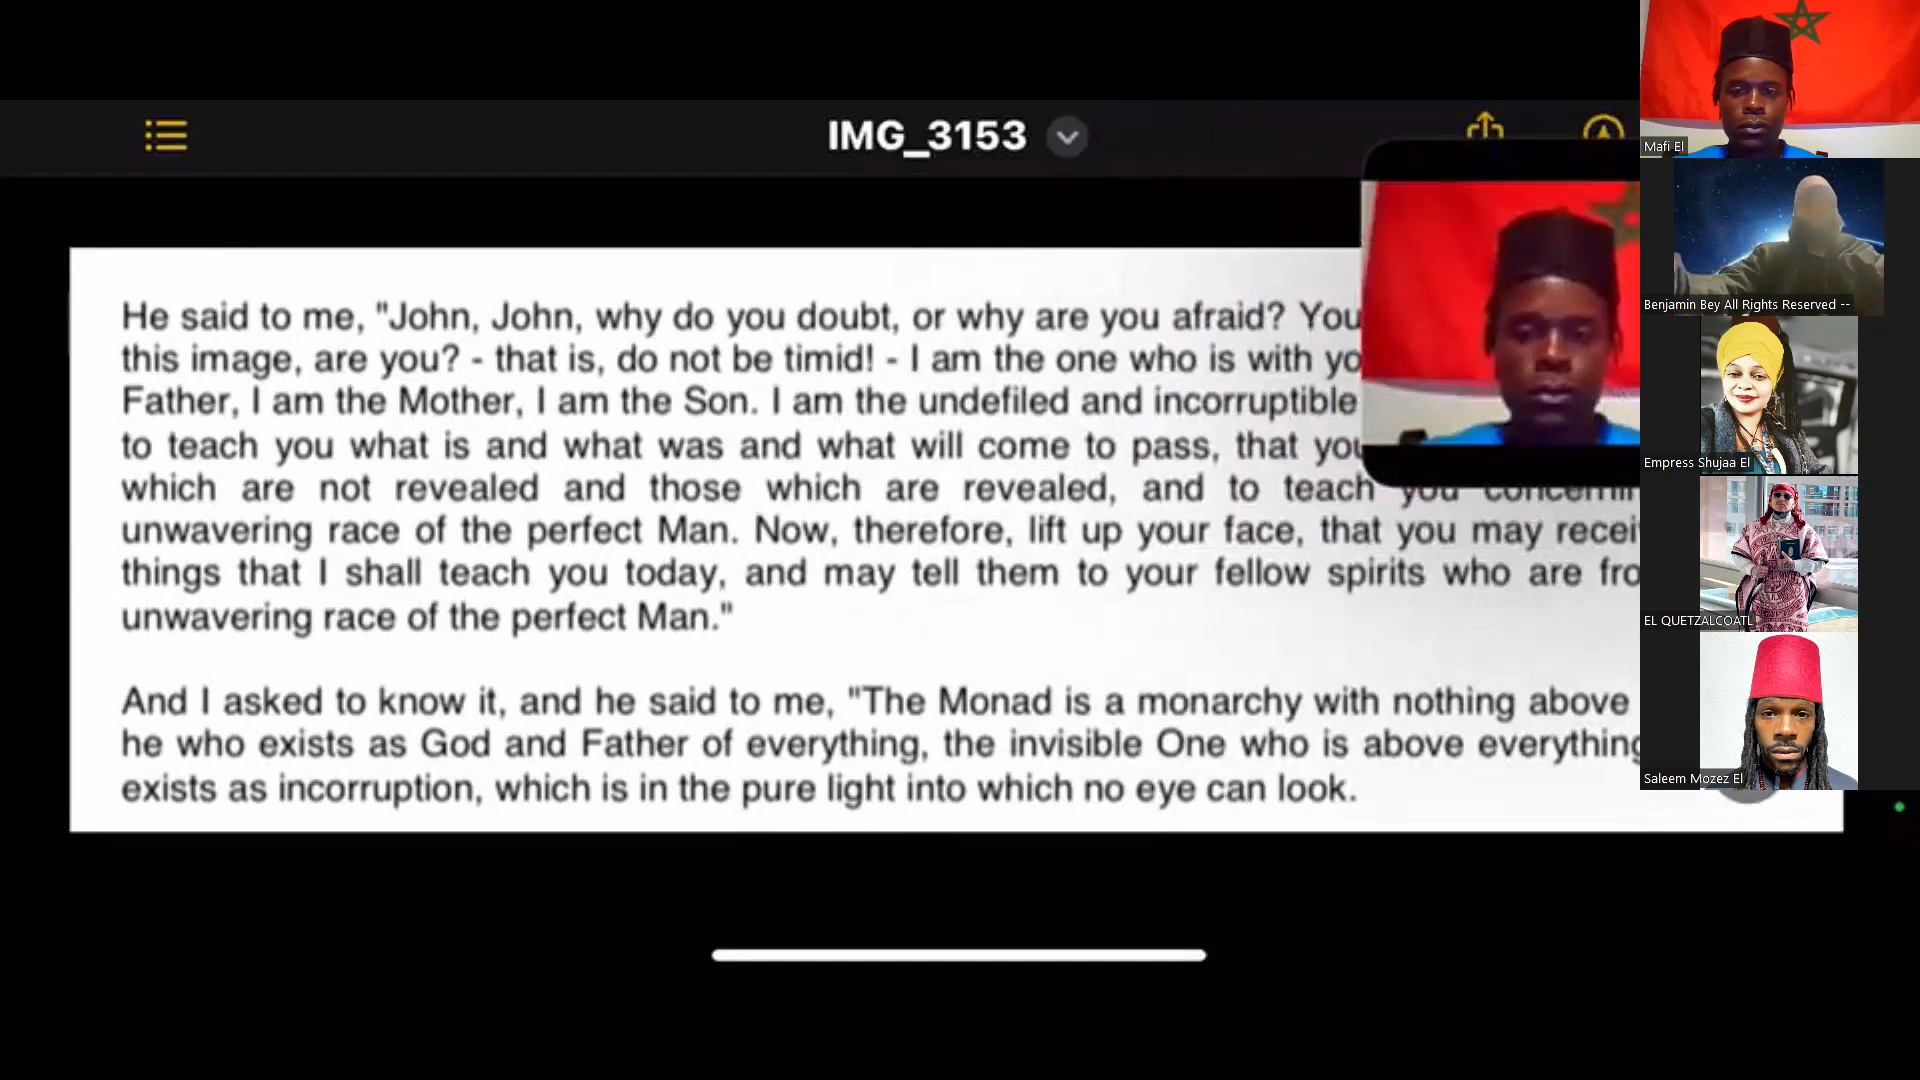 IMG_3153
He said to me, "John, John, why do you doubt, or why are you afraid? You
this image, are you? - that is, do not be timid! - I am the one who is with
Father, I am the Mother, I am the Son. I am the undefiled and incorruptible
to teach you what is and what was and what will come to pass, that
which are not revealed and those which are revealed, and to teach you
unwavering race of the perfect Man. Now, therefore, lift up your face, that you may
things that I shall teach you today, and may tell them to your fellow spirits who are
unwavering race of the perfect Man."
And I asked to know it, and he said to me, "The Monad is a monarchy with nothing above
he who exists as God and Father of everything, the invisible One who is above everything
exists as incorruption, which is in the pure light into which no eye can look.
Mafi El
Benjamin Bey All Rights Reserved --
Empress Shujaa El
EL QUETZALCOATL
Saleem Mozez El